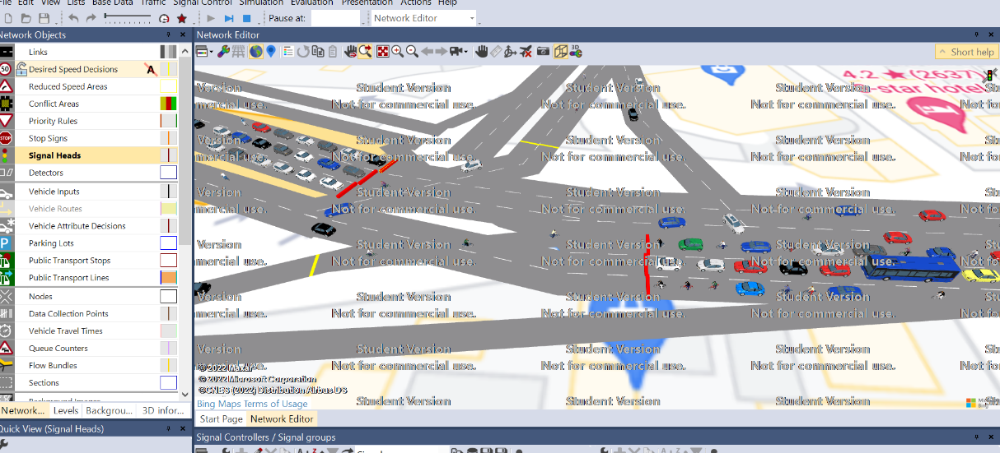 File Edit View Lists Base Data Traffic Signal Control Simulation Evaluation Presentation Actions Help
Pause at: Network Editor
Network Objects
Network Editor
Links
50 Desired Speed Decisions A
Reduced Speed Areas
Conflict Areas
Priority Rules
STOP Stop Signs
Signal Heads
Detectors
Vehicle Inputs
Vehicle Routes
Vehicle Attribute Decisions
P Parking Lots
Public Transport Stops
Public Transport Lines
Nodes
Data Collection Points
Vehicle Travel Times
Queue Counters
Flow Bundles
Sections
Background Images
Network... Levels Backgrou... 3D infor...
Quick View (Signal Heads)
3D
Short help
4.2 ★ (2637)
-star hotel
Version Student Version Student Version Student Version
mercial use. Not for commercial use. Not for commercial use. Not for commercial use. Not fo
Version Student Version Student Version Student Version
mercial use. Not for commercial use. Not for commercial use. Not for commercial use. Not fo
Version Student Version Student Version Student Version
mercial use. Not for commercial use. Not for commercial use. Not for commercial use. Not fo
Version Student Version Student Version Student Version
mercial use. Not for commercial use. Not for commercial use. Not for commercial use. Not fo
Version Student Version Student Version Student Version
mercial use. Not for commercial use. Not for commercial use. Not for commercial use. Not fo
Version Student Version Student Version Student Version
Not for commercial use. Not for commercial use. Not for commercial use. Not fo
© 2022 Maxar
© 2022 Microsoft Corporation
©CNES (2022) Distribution Airbus DS
Student Version Student Version Student Version
Bing Maps Terms of Usage
Start Page Network Editor
Signal Controllers / Signal groups